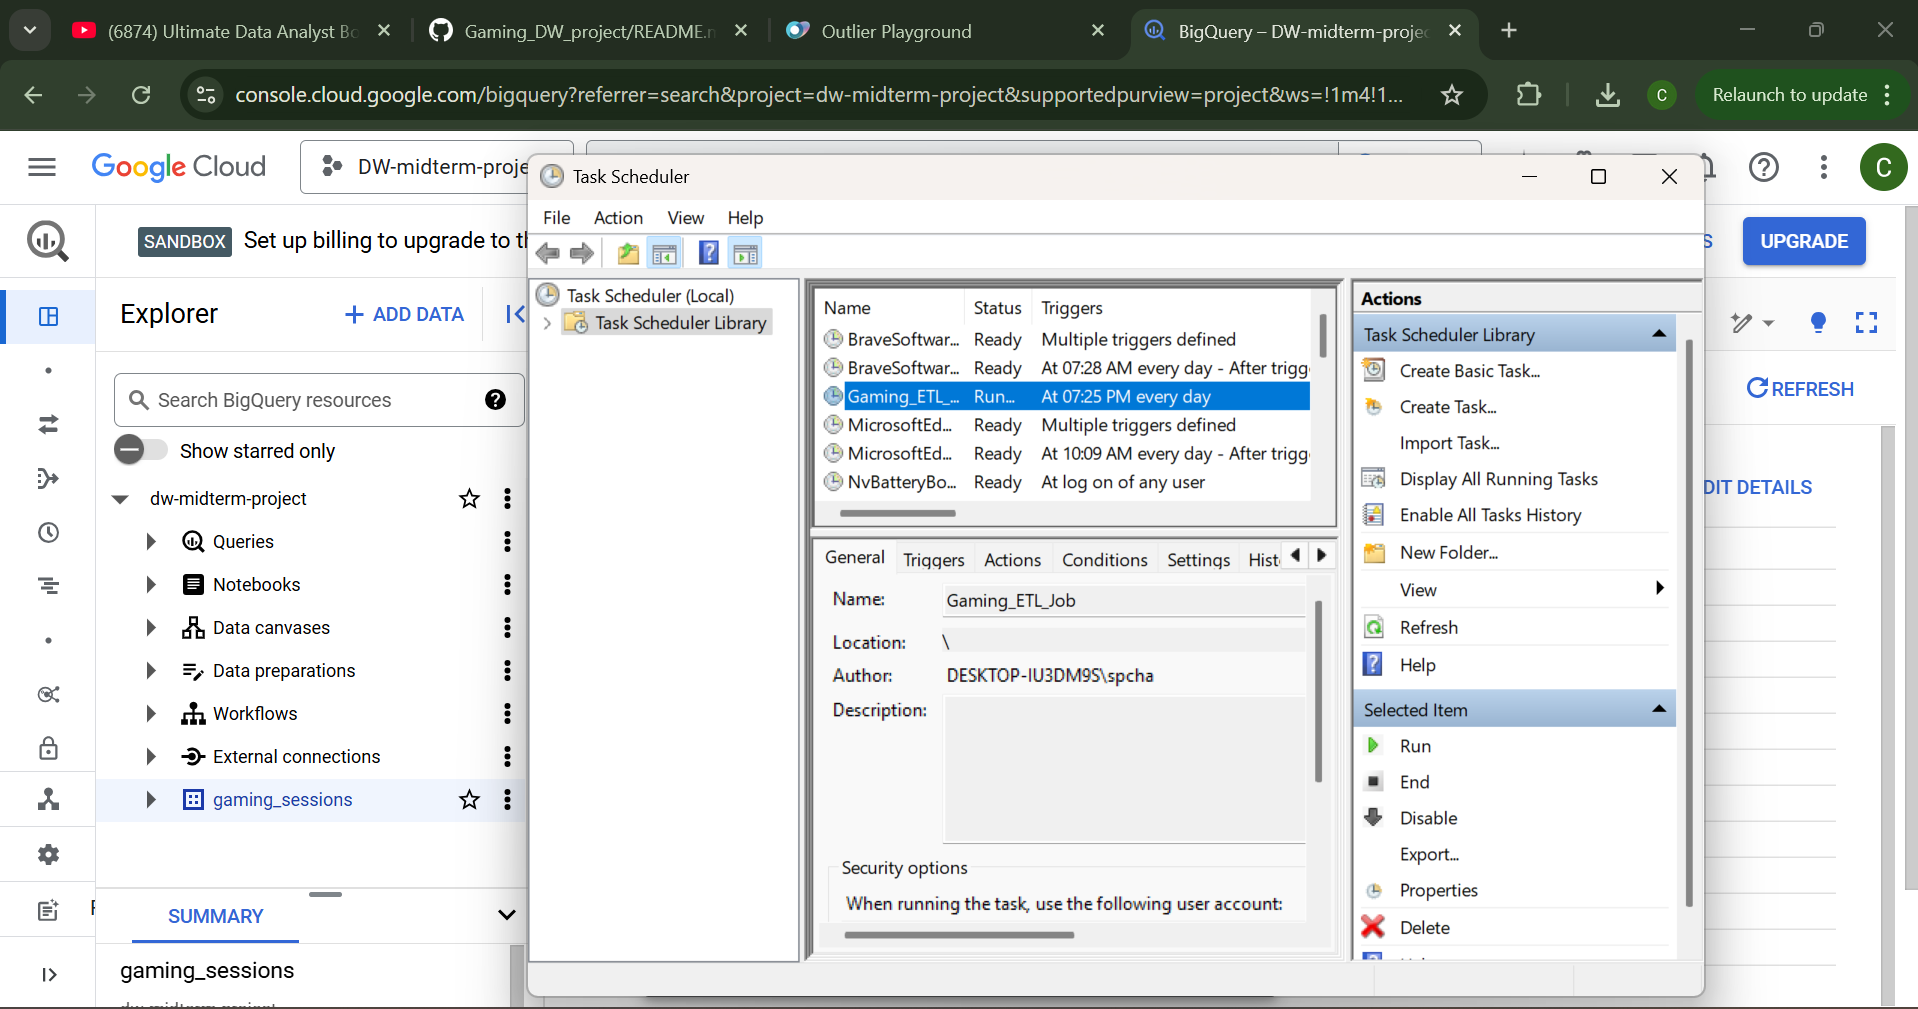 (6874) Ultimate Data Analyst Bo
Gaming_DW_project/README.n
Outlier Playground
BigQuery – DW-midterm-projec
console.cloud.google.com/bigquery?referrer=search&project=dw-midterm-project&supportedpurview=project&ws=!1m4!1...
C
Relaunch to update
Google Cloud
DW-midterm-proje
C
SANDBOX
Set up billing to upgrade to th
S
UPGRADE
Explorer
+ ADD DATA
REFRESH
Search BigQuery resources
Show starred only
DIT DETAILS
dw-midterm-project
Queries
Notebooks
Data canvases
Data preparations
Workflows
External connections
gaming_sessions
SUMMARY
gaming_sessions
Task Scheduler
File Action View Help
Task Scheduler (Local)
Task Scheduler Library
Name Status Triggers
BraveSoftwar... Ready Multiple triggers defined
BraveSoftwar... Ready At 07:28 AM every day - After trigg
Gaming_ETL_... Run... At 07:25 PM every day
MicrosoftEd... Ready Multiple triggers defined
MicrosoftEd... Ready At 10:09 AM every day - After trigg
NvBatteryBo... Ready At log on of any user
General Triggers Actions Conditions Settings Hist
Name: Gaming_ETL_Job
Location: \
Author: DESKTOP-IU3DM9S\spcha
Description:
Security options
When running the task, use the following user account:
Actions
Task Scheduler Library
Create Basic Task...
Create Task...
Import Task...
Display All Running Tasks
Enable All Tasks History
New Folder...
View
Refresh
Help
Selected Item
Run
End
Disable
Export...
Properties
Delete